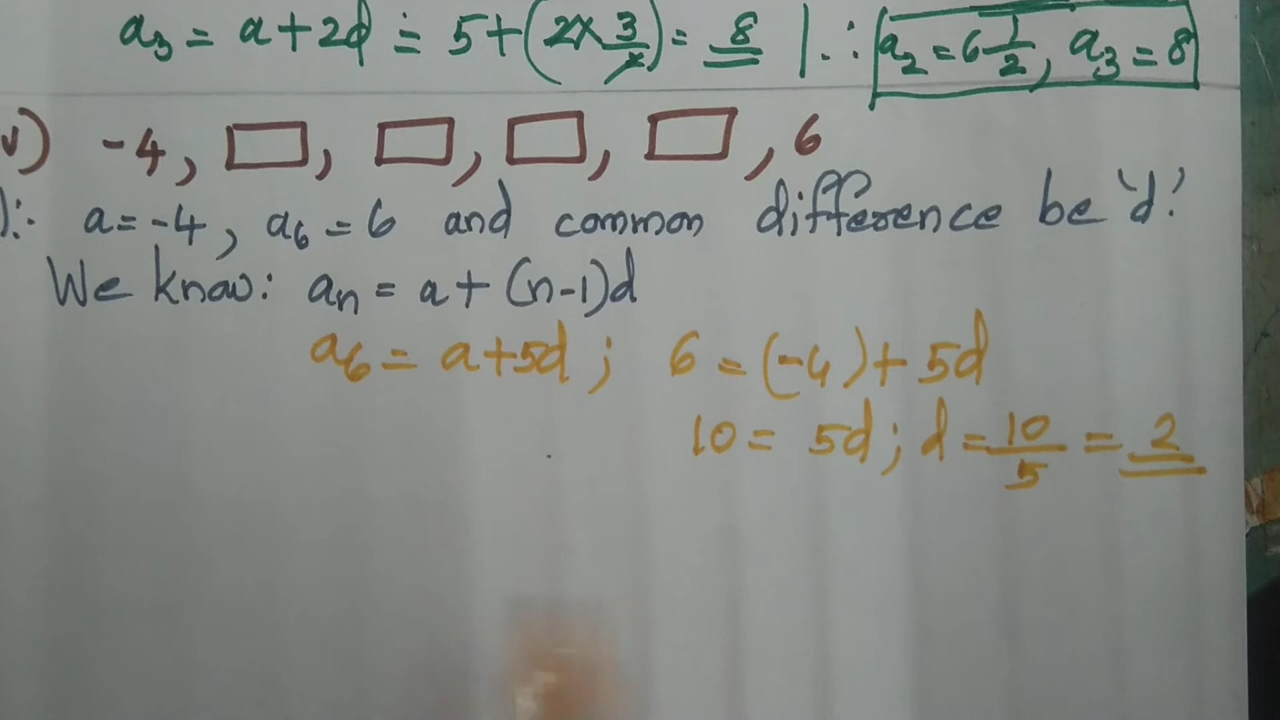 a₃ = a+2d = 5+(2×3/2) = 8 | ∴ a₂ = 6 1/2, a₃ = 8
v) -4, □, □, □, □, 6
): a = -4, a₆ = 6 and common difference be 'd'.
We know: aₙ = a + (n-1)d
a₆ = a+5d ; 6 = (-4) + 5d
10 = 5d ; d = 10/5 = 2